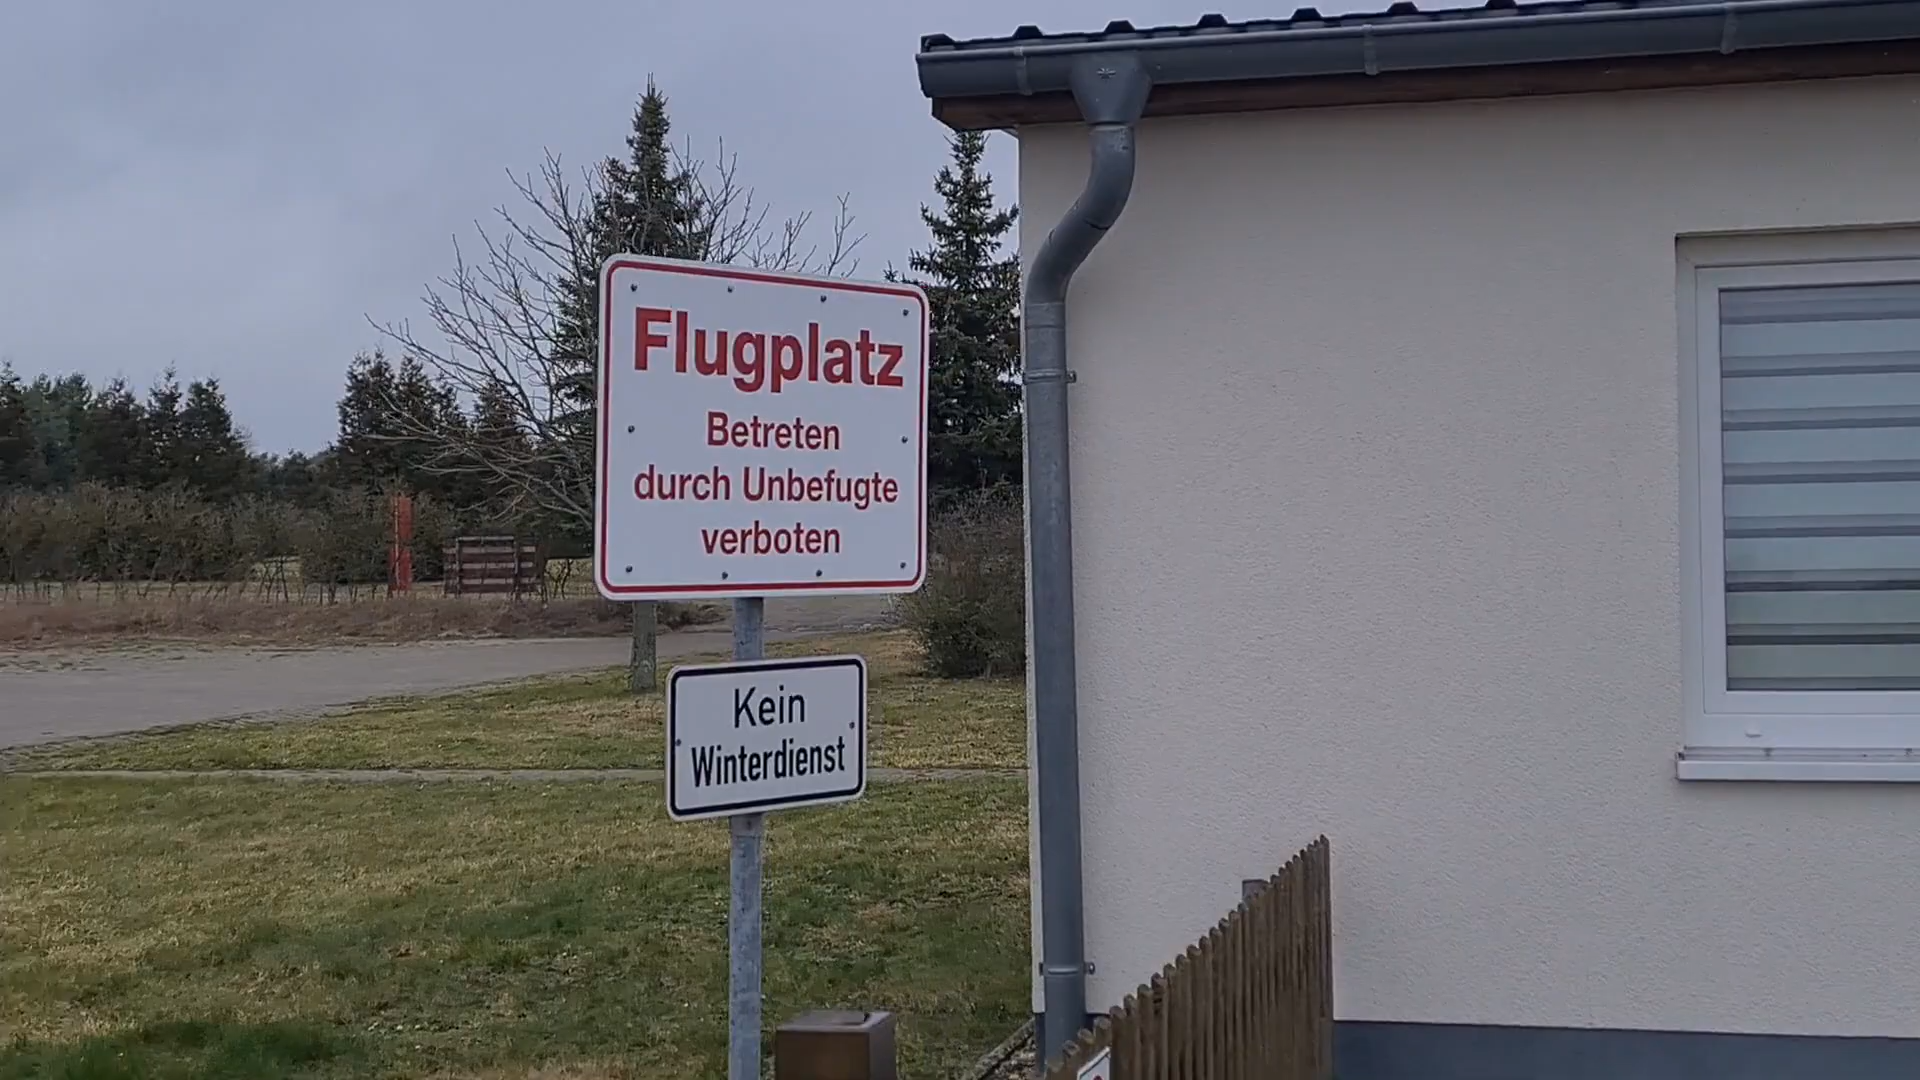 Flugplatz
Betreten
durch Unbefugte
verboten
Kein
Winterdienst